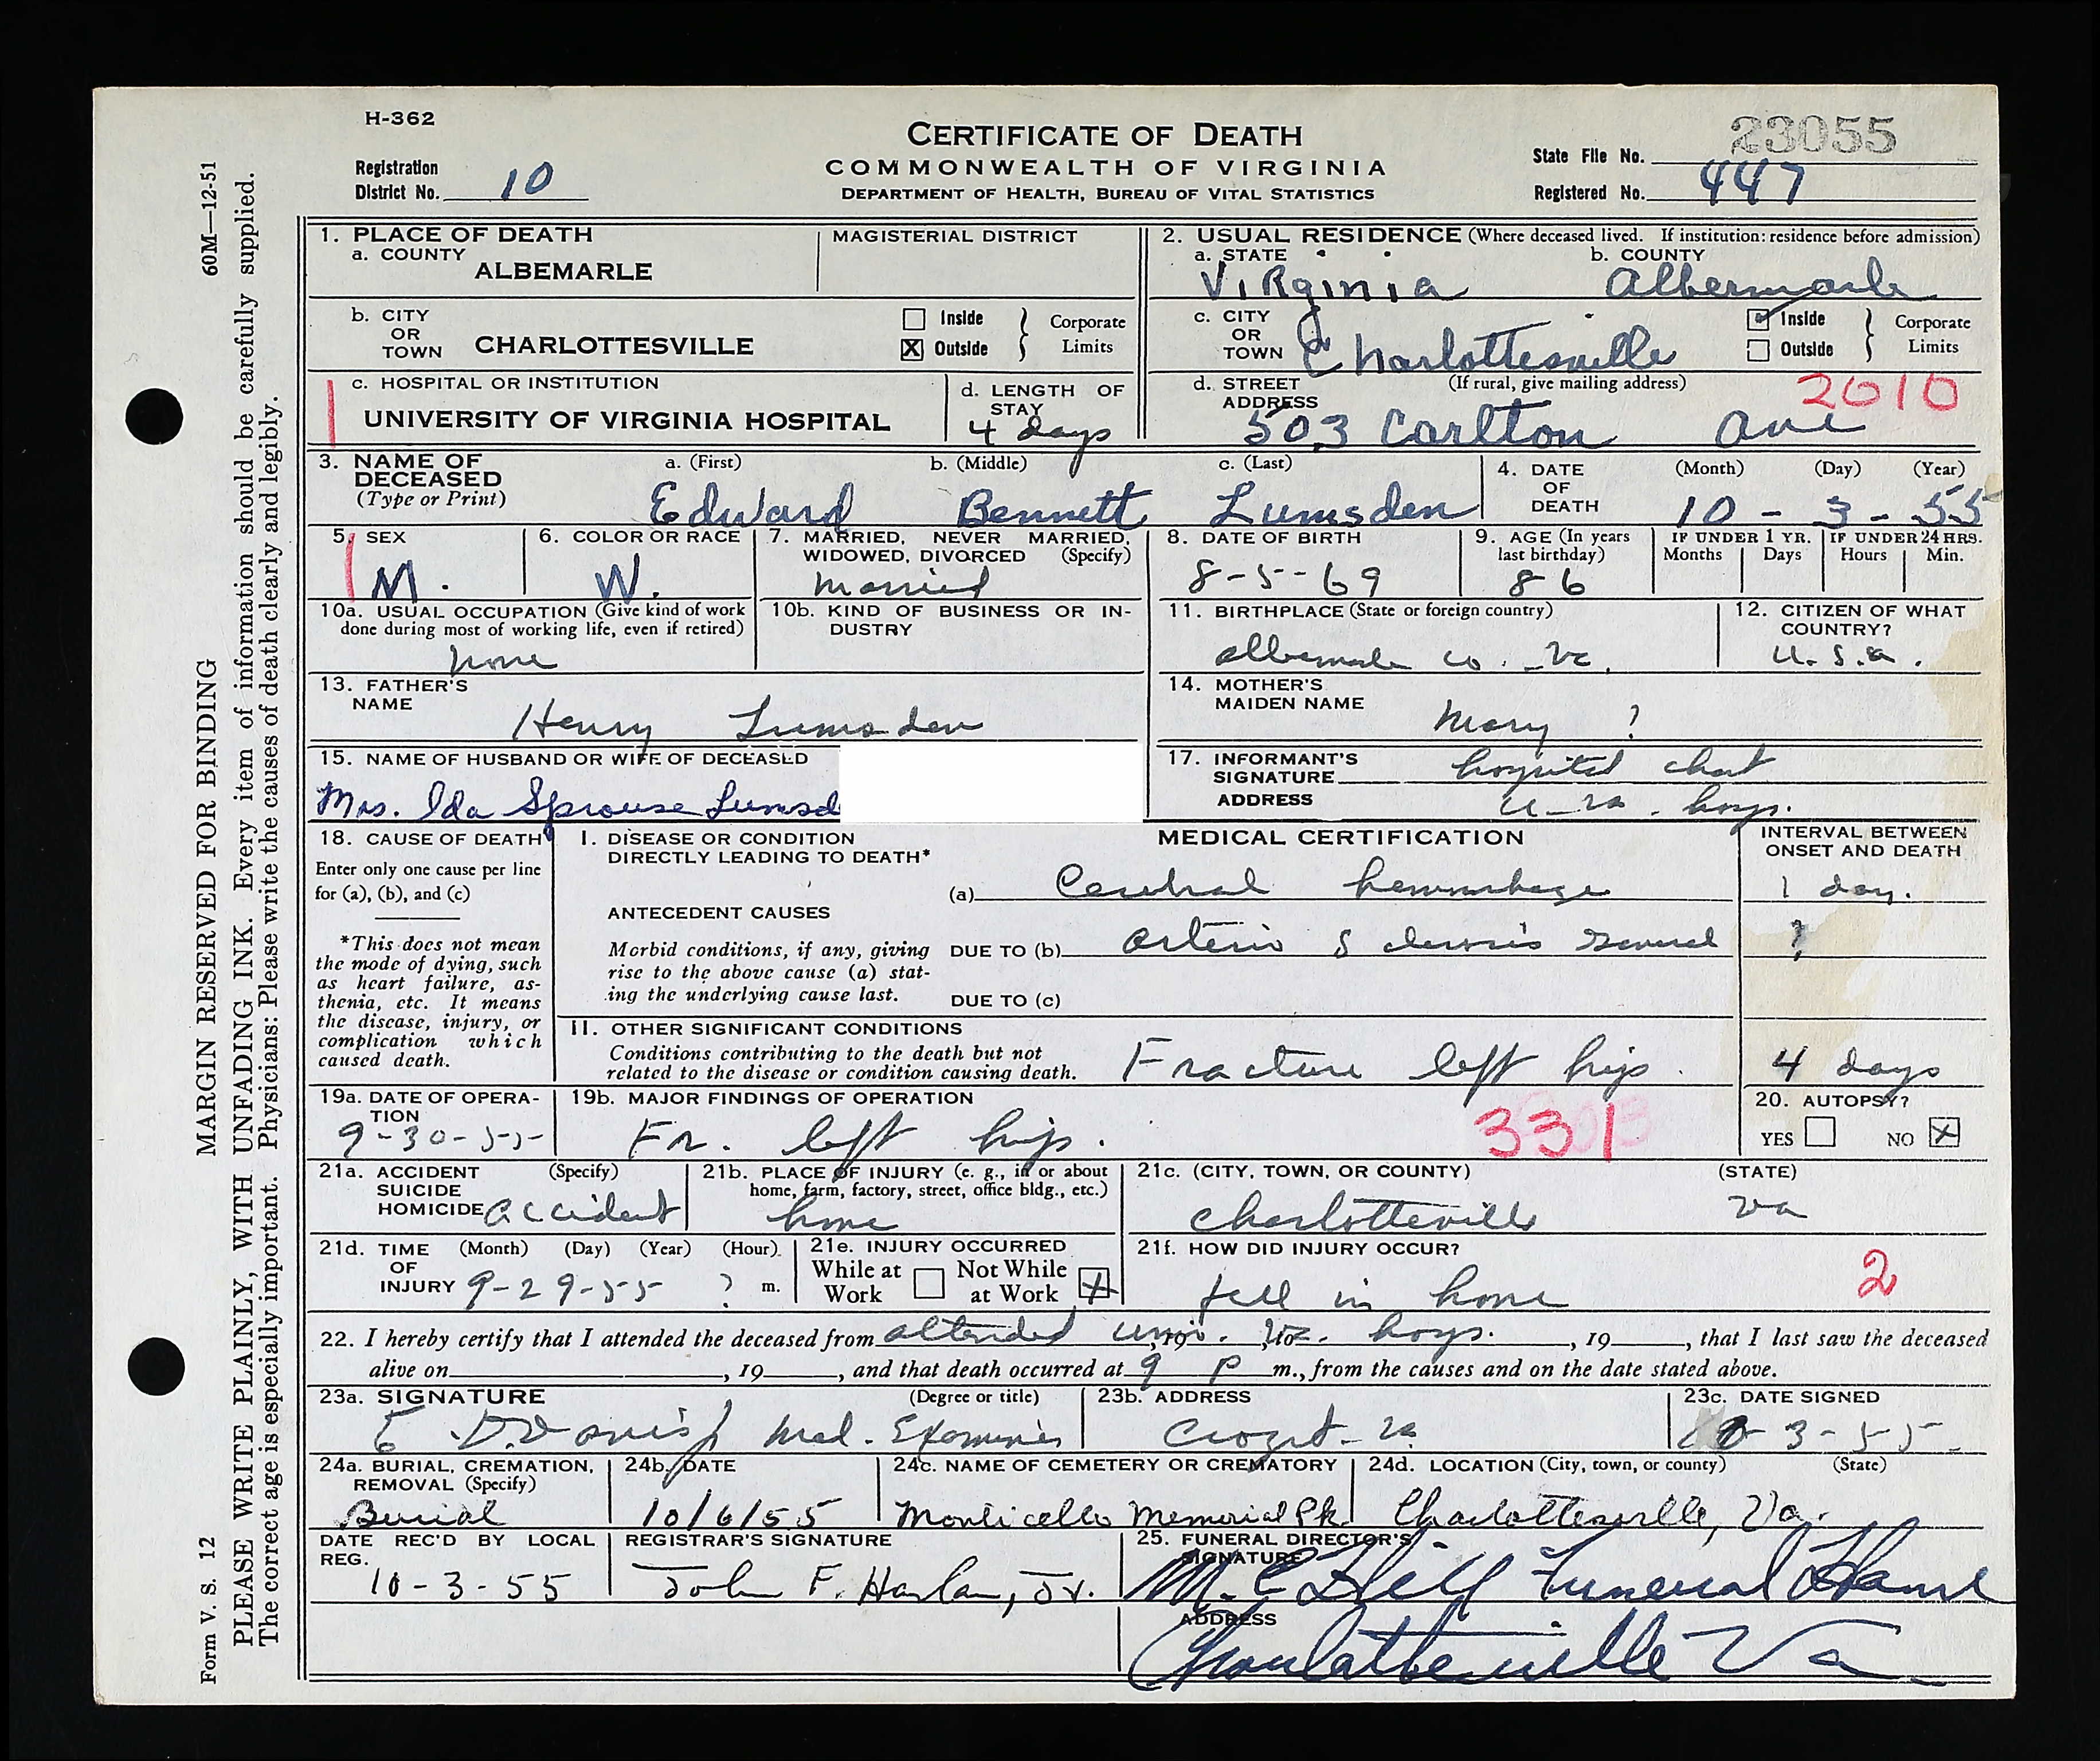 H-362
23055
CERTIFICATE OF DEATH
COMMONWEALTH OF VIRGINIA
DEPARTMENT OF HEALTH, BUREAU OF VITAL STATISTICS
Registration District No. 10
State File No.
Registered No. 447
1. PLACE OF DEATH
a. COUNTY ALBEMARLE
MAGISTERIAL DISTRICT
b. CITY OR TOWN CHARLOTTESVILLE
Inside
X Outside
Corporate Limits
c. HOSPITAL OR INSTITUTION
UNIVERSITY OF VIRGINIA HOSPITAL
d. LENGTH OF STAY
4 days
2. USUAL RESIDENCE (Where deceased lived. If institution: residence before admission)
a. STATE Virginia
b. COUNTY Albermarle
c. CITY OR TOWN Charlottesville
Inside
Outside
Corporate Limits
d. STREET ADDRESS (If rural, give mailing address)
2010
503 Carlton Ave
3. NAME OF DECEASED (Type or Print)
a. (First) b. (Middle) c. (Last)
Edward Bennett Lumsden
4. DATE OF DEATH (Month) (Day) (Year)
10 - 3 - 55
5. SEX
M.
6. COLOR OR RACE
W.
7. MARRIED, NEVER MARRIED, WIDOWED, DIVORCED (Specify)
Married
8. DATE OF BIRTH
8-5-69
9. AGE (In years last birthday)
86
IF UNDER 1 YR. Months Days
IF UNDER 24 HRS. Hours Min.
10a. USUAL OCCUPATION (Give kind of work done during most of working life, even if retired)
none
10b. KIND OF BUSINESS OR INDUSTRY
11. BIRTHPLACE (State or foreign country)
albemarle co. Va.
12. CITIZEN OF WHAT COUNTRY?
U.S.a.
13. FATHER'S NAME
Henry Lumsden
14. MOTHER'S MAIDEN NAME
Mary ?
15. NAME OF HUSBAND OR WIFE OF DECEASED
Mrs. Ida Sprouse Lumsd
17. INFORMANT'S SIGNATURE hospital chart
ADDRESS U. Va. hosp.
18. CAUSE OF DEATH
Enter only one cause per line for (a), (b), and (c)
*This does not mean the mode of dying, such as heart failure, asthenia, etc. It means the disease, injury, or complication which caused death.
MEDICAL CERTIFICATION
INTERVAL BETWEEN ONSET AND DEATH
I. DISEASE OR CONDITION DIRECTLY LEADING TO DEATH*
(a) Cerebral hemorrhage
1 day.
ANTECEDENT CAUSES
Morbid conditions, if any, giving rise to the above cause (a) stating the underlying cause last.
DUE TO (b) arterio sclerosis general
?
DUE TO (c)
II. OTHER SIGNIFICANT CONDITIONS
Conditions contributing to the death but not related to the disease or condition causing death.
Fracture left hip.
4 days
19a. DATE OF OPERATION
9-30-55
19b. MAJOR FINDINGS OF OPERATION
Fr. left hip.
331
20. AUTOPSY?
YES NO X
21a. ACCIDENT SUICIDE HOMICIDE (Specify)
accident
21b. PLACE OF INJURY (e. g., in or about home, farm, factory, street, office bldg., etc.)
home
21c. (CITY, TOWN, OR COUNTY) (STATE)
Charlotteville Va
21d. TIME OF INJURY (Month) (Day) (Year) (Hour)
9-29-55 ? m.
21e. INJURY OCCURRED
While at Work
Not While at Work X
21f. HOW DID INJURY OCCUR?
2
fell in home
22. I hereby certify that I attended the deceased from attended univ. Va. hosp., 19, to, 19, that I last saw the deceased
alive on, 19, and that death occurred at 9 P m., from the causes and on the date stated above.
23a. SIGNATURE (Degree or title)
E. D. Davis Jr Med. Examiner
23b. ADDRESS
Crozet. Va
23c. DATE SIGNED
10-3-55-
24a. BURIAL, CREMATION, REMOVAL (Specify)
Burial
24b. DATE
10/6/55
24c. NAME OF CEMETERY OR CREMATORY
Monticello Memorial Pk.
24d. LOCATION (City, town, or county) (State)
Charlottesville, Va.
DATE REC'D BY LOCAL REG.
10-3-55
REGISTRAR'S SIGNATURE
John F. Harlan, Jr.
25. FUNERAL DIRECTOR'S SIGNATURE
M. C. Hill Funeral Home
ADDRESS
Charlottesville Va
60M—12-51
MARGIN RESERVED FOR BINDING
PLEASE WRITE PLAINLY, WITH UNFADING INK. Every item of information should be carefully supplied.
The correct age is especially important. Physicians: Please write the causes of death clearly and legibly.
Form V. S. 12